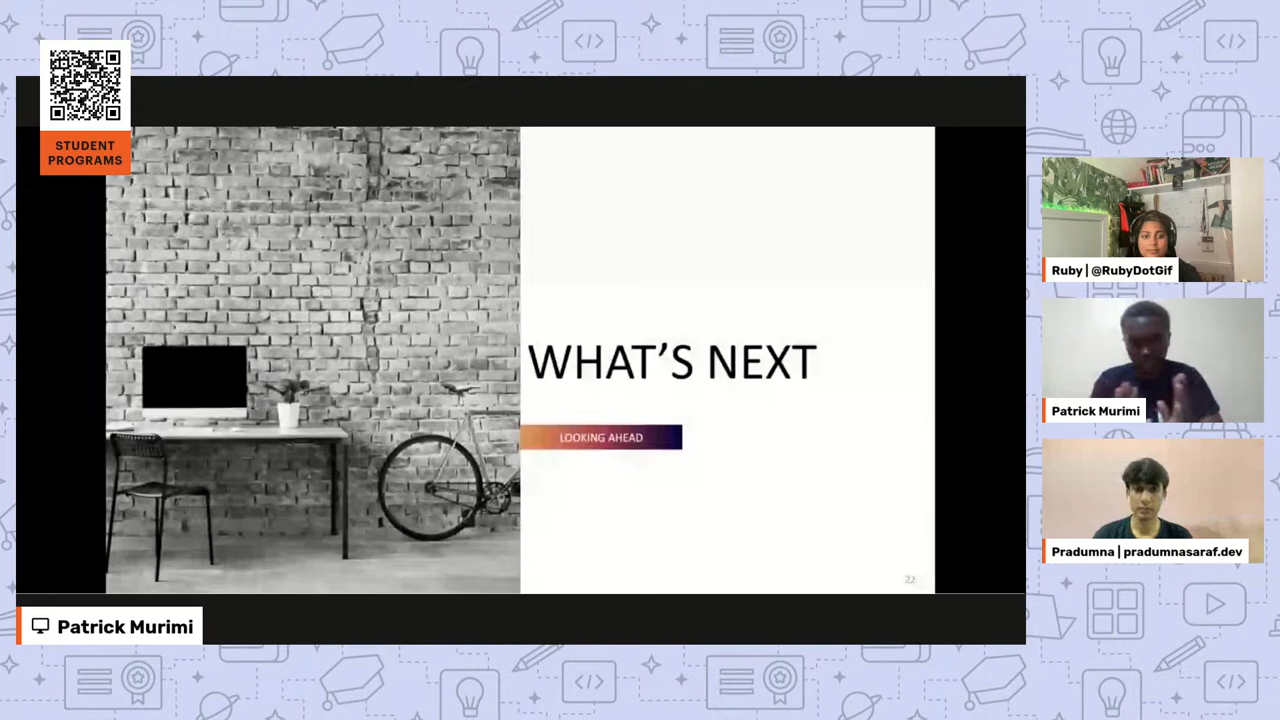 STUDENT
PROGRAMS
WHAT’S NEXT
LOOKING AHEAD
22
Ruby | @RubyDotGif
Patrick Murimi
Pradumna | pradumnasaraf.dev
Patrick Murimi